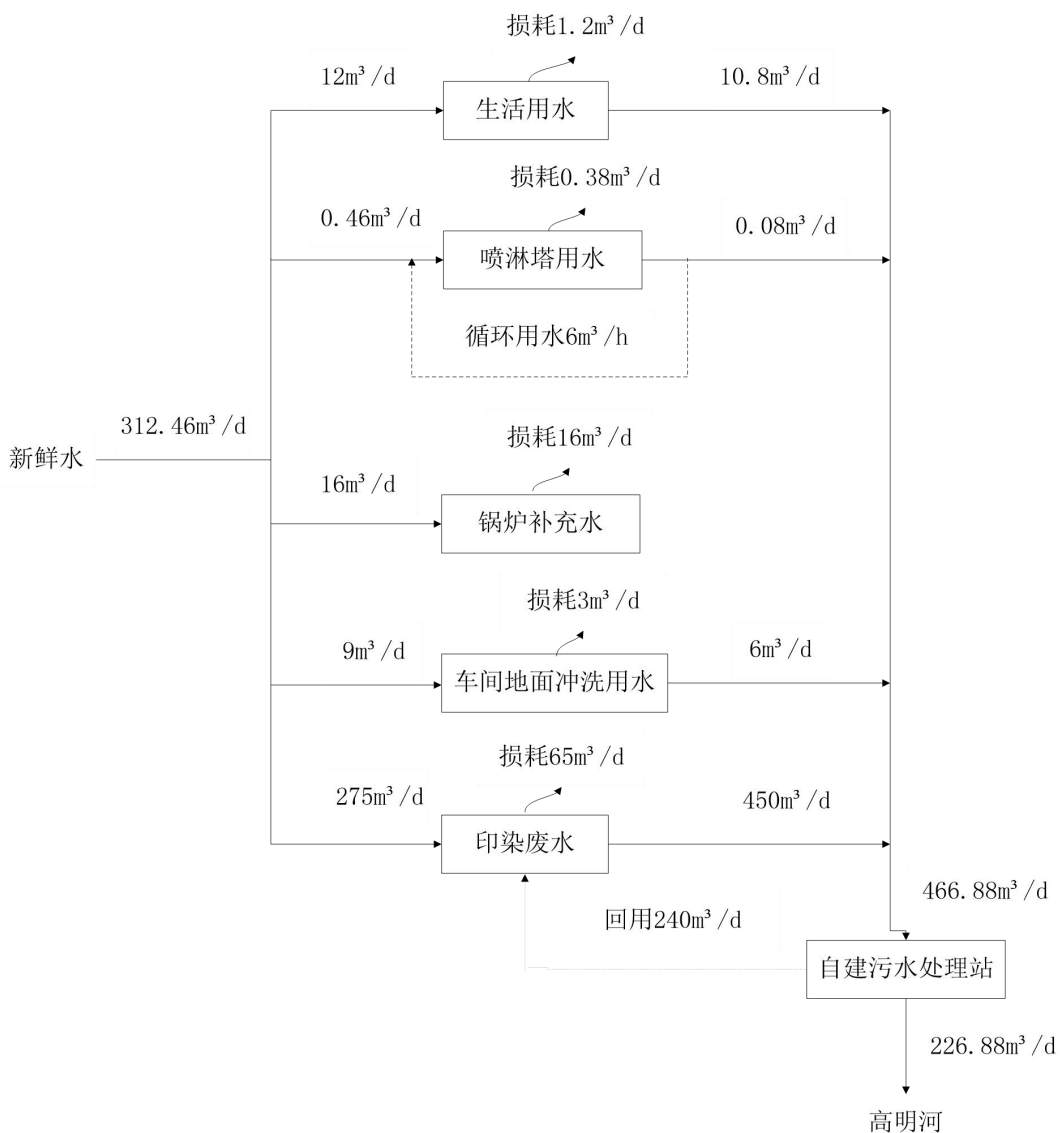 损耗1.2m³/d
12m³/d
10.8m³/d
生活用水
损耗0.38m³/d
0.46m³/d
0.08m³/d
喷淋塔用水
循环用水6m³/h
312.46m³/d
新鲜水
损耗16m³/d
16m³/d
锅炉补充水
损耗3m³/d
9m³/d
6m³/d
车间地面冲洗用水
损耗65m³/d
275m³/d
450m³/d
印染废水
466.88m³/d
回用240m³/d
自建污水处理站
226.88m³/d
高明河